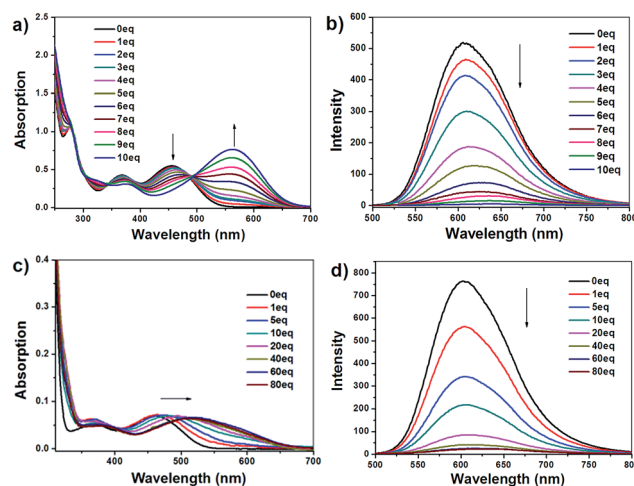 a)
Absorption
2.5
2.0
1.5
1.0
0.5
0.0
300
400
500
600
700
Wavelength (nm)
0eq
1eq
2eq
3eq
4eq
5eq
6eq
7eq
8eq
9eq
10eq
b)
Intensity
600
500
400
300
200
100
0
500
550
600
650
700
750
800
Wavelength (nm)
0eq
1eq
2eq
3eq
4eq
5eq
6eq
7eq
8eq
9eq
10eq
c)
Absorption
0.4
0.3
0.2
0.1
0.0
400
500
600
700
Wavelength (nm)
0eq
1eq
5eq
10eq
20eq
40eq
60eq
80eq
d)
Intensity
800
700
600
500
400
300
200
100
0
500
550
600
650
700
750
800
Wavelength (nm)
0eq
1eq
5eq
10eq
20eq
40eq
60eq
80eq